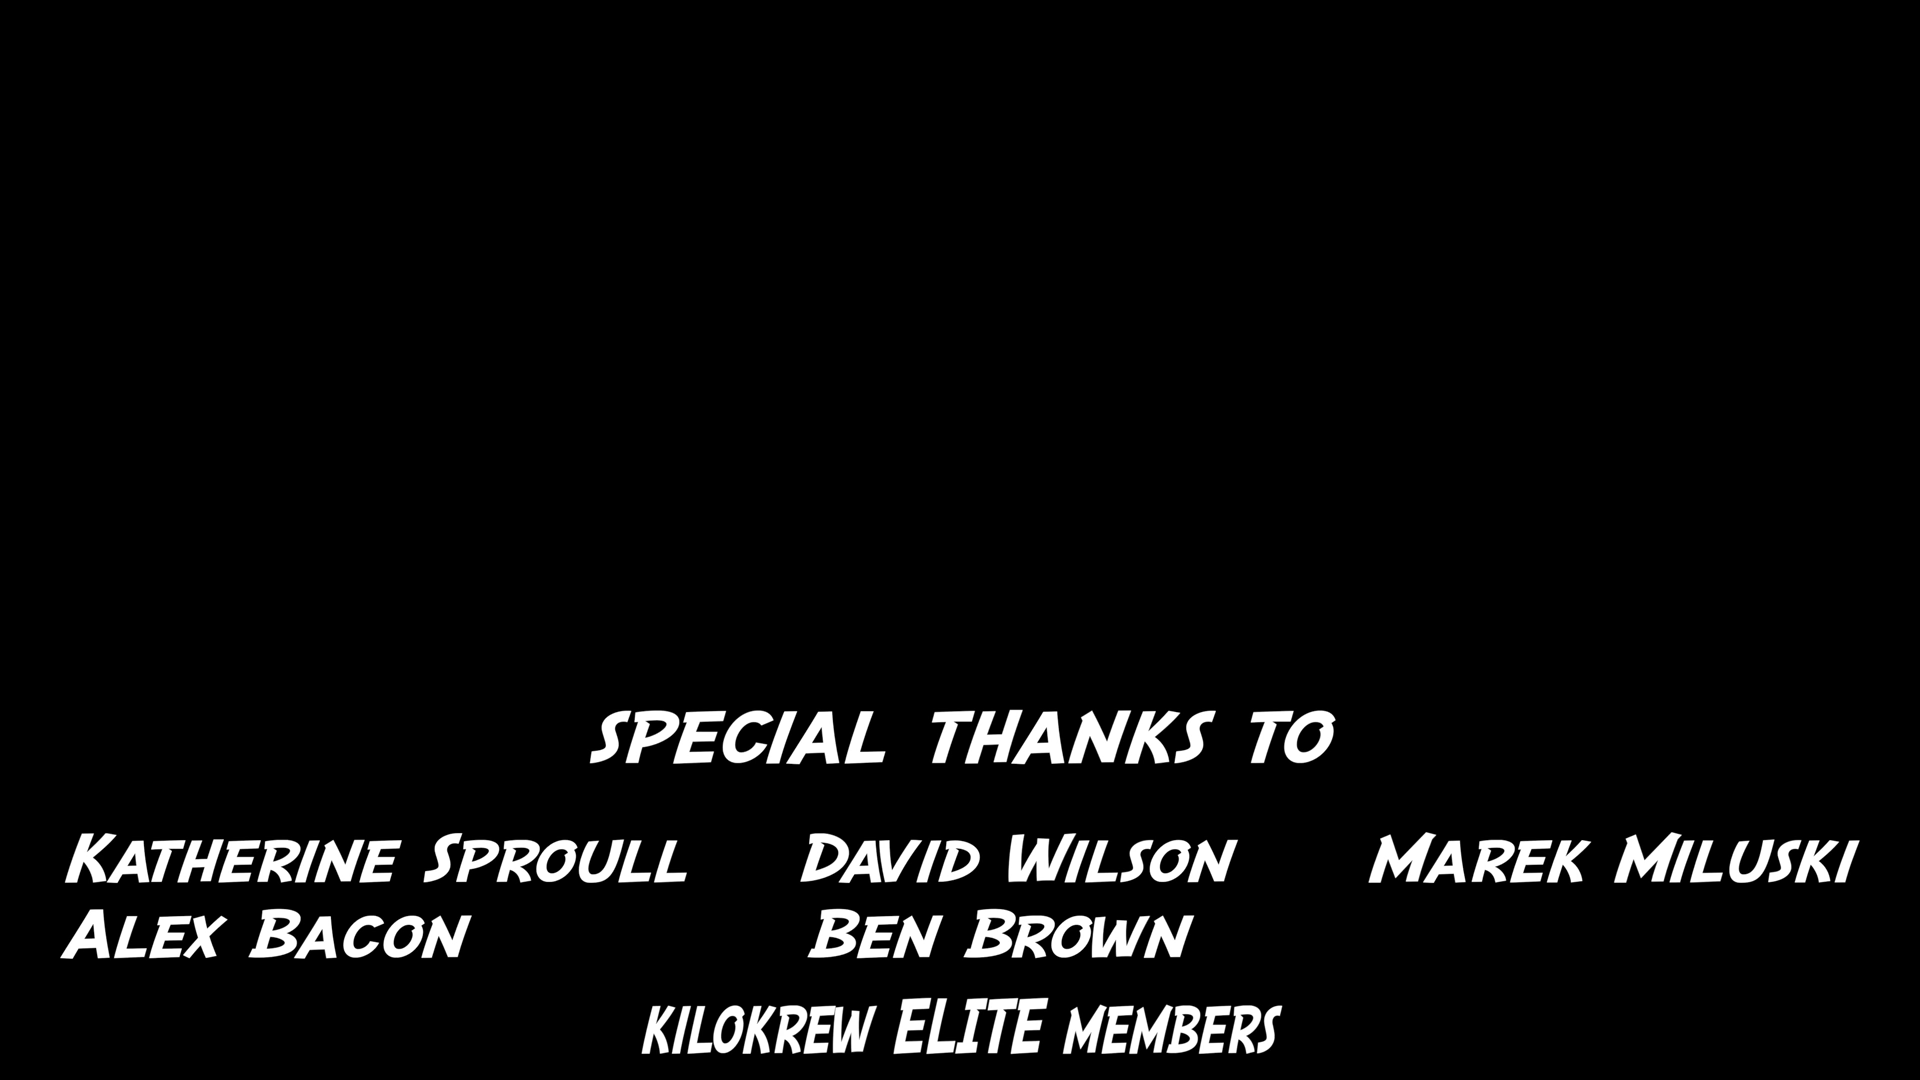 SPECIAL THANKS TO
KATHERINE SPROULL DAVID WILSON MAREK MILUSKI
ALEX BACON BEN BROWN
KILOKREW ELITE MEMBERS